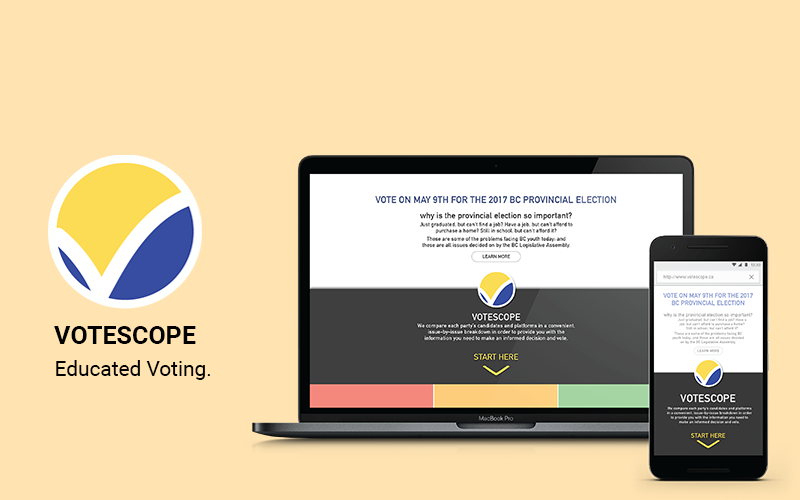 VOTESCOPE
Educated Voting.
VOTE ON MAY 9TH FOR THE 2017 BC PROVINCIAL ELECTION
why is the provincial election so important?
Just graduated, but can't find a job? Have a job, but can't afford to
purchase a home? Still in school, but can't afford it?
These are some of the problems facing BC youth today; and
these are all issues decided on by the BC Legislative Assembly.
LEARN MORE
VOTESCOPE
We compare each party's candidates and platforms in a convenient,
issue-by-issue breakdown in order to provide you with the
information you need to make an informed decision and vote.
START HERE
MacBook Pro
http://www.votescope.ca
VOTE ON MAY 9TH FOR THE 2017
BC PROVINCIAL ELECTION
why is the provincial election so important?
Just graduated, but can't find a job? Have a
job, but can't afford to purchase a home?
Still in school, but can't afford it?
These are some of the problems facing BC
youth today; and these are all issues decided
on by the BC Legislative Assembly.
LEARN MORE
VOTESCOPE
We compare each party's candidates and platforms
in a convenient, issue-by-issue breakdown in order
to provide you with the information you need to
make an informed decision and vote.
START HERE